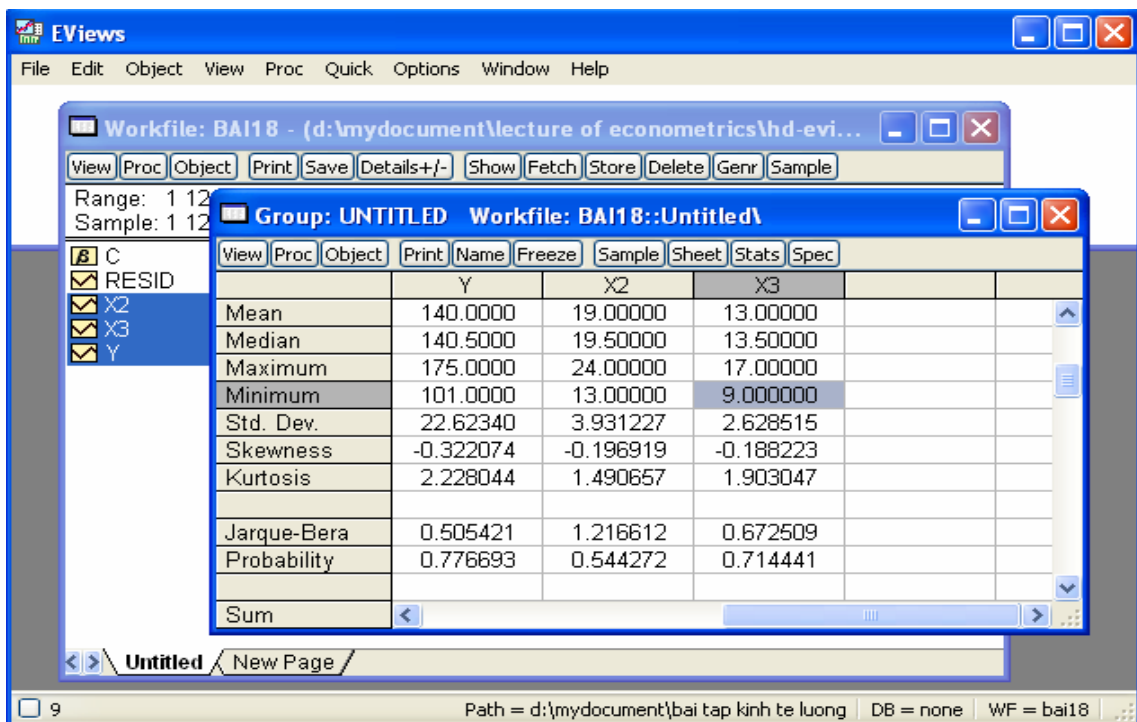 EViews
File Edit Object View Proc Quick Options Window Help
Workfile: BAI18 - (d:\mydocument\lecture of econometrics\hd-evi...
View Proc Object Print Save Details+/- Show Fetch Store Delete Genr Sample
Range: 1 12
Sample: 1 12
C
RESID
X2
X3
Y
Group: UNTITLED Workfile: BAI18::Untitled\
View Proc Object Print Name Freeze Sample Sheet Stats Spec
Y X2 X3
Mean 140.0000 19.00000 13.00000
Median 140.5000 19.50000 13.50000
Maximum 175.0000 24.00000 17.00000
Minimum 101.0000 13.00000 9.000000
Std. Dev. 22.62340 3.931227 2.628515
Skewness -0.322074 -0.196919 -0.188223
Kurtosis 2.228044 1.490657 1.903047
Jarque-Bera 0.505421 1.216612 0.672509
Probability 0.776693 0.544272 0.714441
Sum
Untitled New Page
9 Path = d:\mydocument\bai tap kinh te luong DB = none WF = bai18